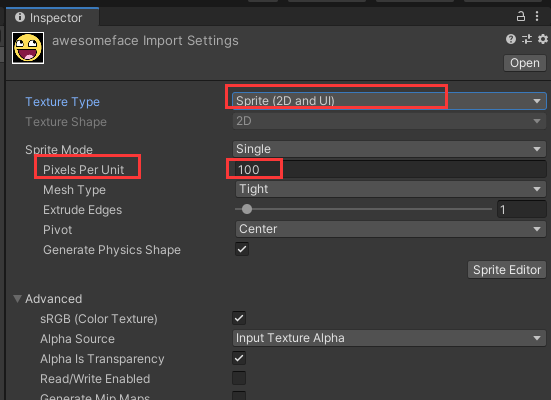 Inspector
awesomeface Import Settings
Open
Texture Type Sprite (2D and UI)
Texture Shape 2D
Sprite Mode Single
Pixels Per Unit 100
Mesh Type Tight
Extrude Edges 1
Pivot Center
Generate Physics Shape
Sprite Editor
Advanced
sRGB (Color Texture)
Alpha Source Input Texture Alpha
Alpha Is Transparency
Read/Write Enabled
Generate Mip Maps